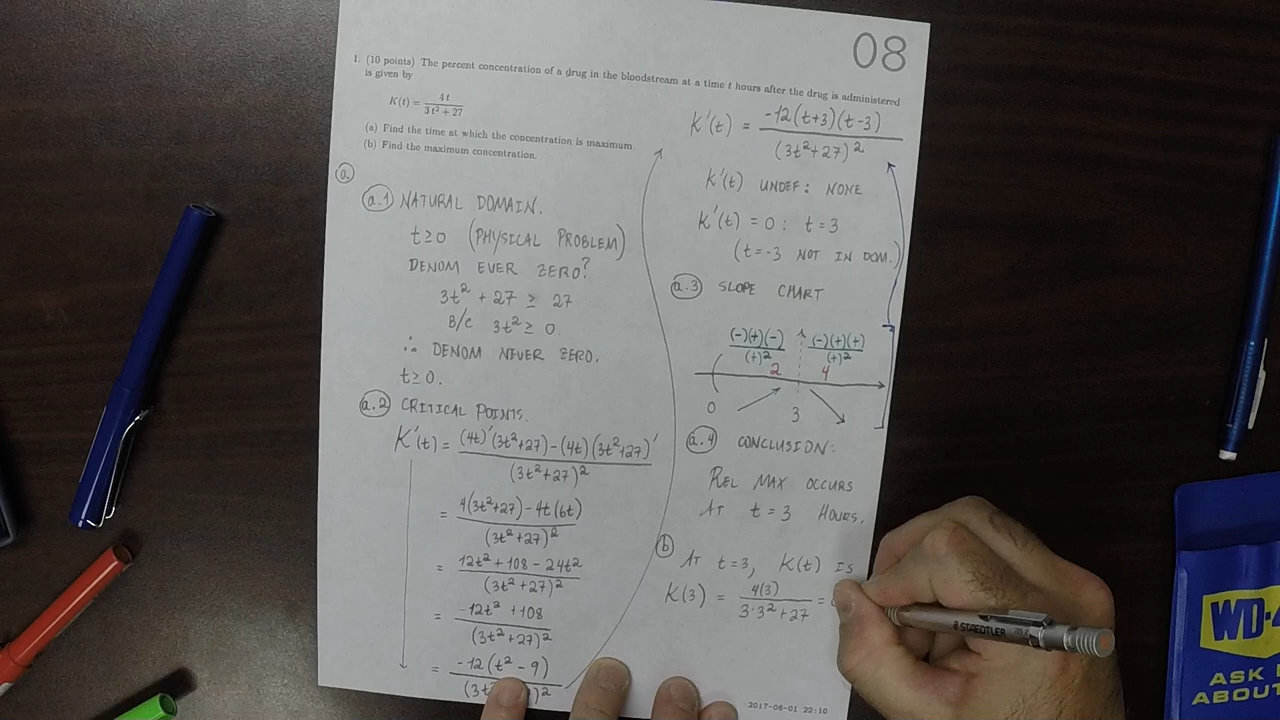 08
1. (10 points) The percent concentration of a drug in the bloodstream at a time t hours after the drug is administered
is given by
K(t) = 4t / 3t² + 27
(a) Find the time at which the concentration is maximum.
(b) Find the maximum concentration.
a
a.1 NATURAL DOMAIN.
t ≥ 0 (PHYSICAL PROBLEM)
DENOM EVER ZERO?
3t² + 27 ≥ 27
B/C 3t² ≥ 0
∴ DENOM NEVER ZERO.
t ≥ 0.
a.2 CRITICAL POINTS.
K'(t) = (4t)'(3t²+27) - (4t)(3t²+27)' / (3t²+27)²
= 4(3t²+27) - 4t(6t) / (3t²+27)²
= 12t² + 108 - 24t² / (3t²+27)²
= -12t² + 108 / (3t²+27)²
= -12(t² - 9) / (3t )²
K'(t) = -12(t+3)(t-3) / (3t²+27)²
K'(t) UNDEF: NONE
K'(t) = 0: t = 3
(t = -3 NOT IN DOM.)
a.3 SLOPE CHART
(-)(+)(-) / (+)² (-)(+)(+) / (+)²
2 4
0 3
a.4 CONCLUSION:
REL MAX OCCURS
AT t = 3 HOURS.
b AT t=3, K(t) IS
K(3) = 4(3) / 3·3² + 27 =
2017-06-01 22:10
STAEDTLER
WD-4
ASK
ABOU